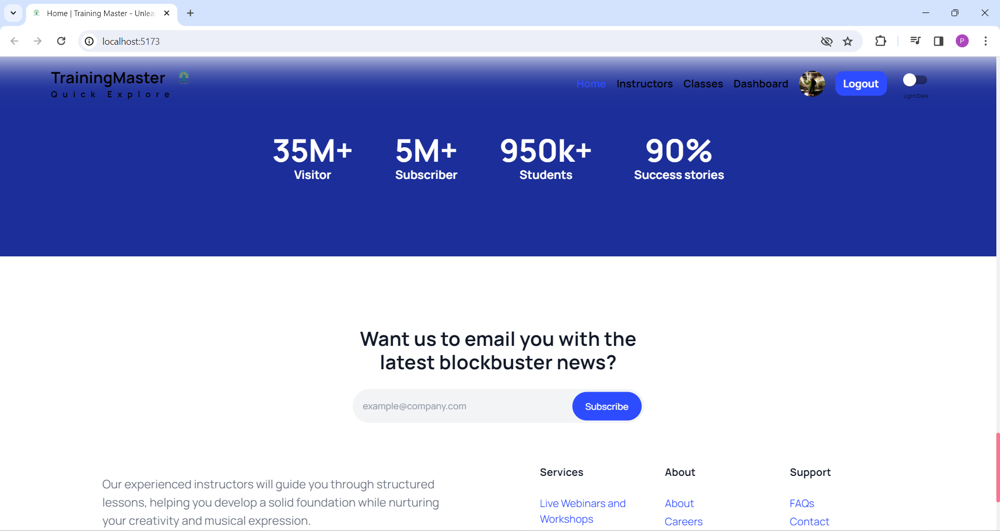 Home | Training Master - Unlea
localhost:5173
P
TrainingMaster
Quick Explore
Home Instructors Classes Dashboard Logout
Light/Dark
35M+ 5M+ 950k+ 90%
Visitor Subscriber Students Success stories
Want us to email you with the
latest blockbuster news?
example@company.com Subscribe
Our experienced instructors will guide you through structured
lessons, helping you develop a solid foundation while nurturing
your creativity and musical expression.
Services
Live Webinars and
Workshops
About
About
Careers
Support
FAQs
Contact